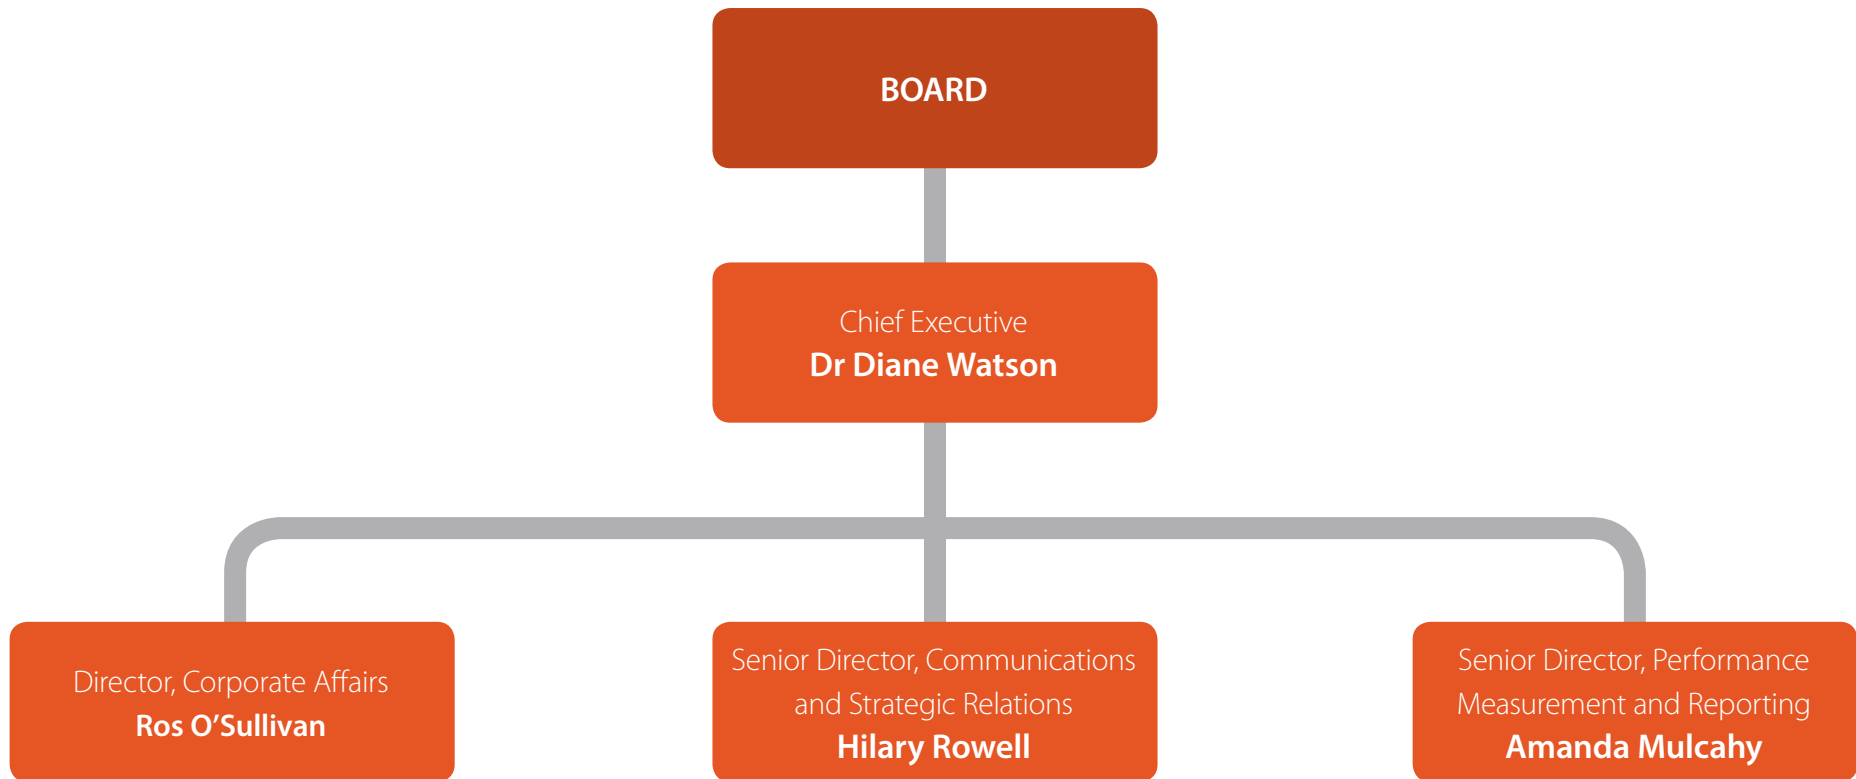 BOARD
Chief Executive
Dr Diane Watson
Director, Corporate Affairs
Ros O’Sullivan
Senior Director, Communications
and Strategic Relations
Hilary Rowell
Senior Director, Performance
Measurement and Reporting
Amanda Mulcahy